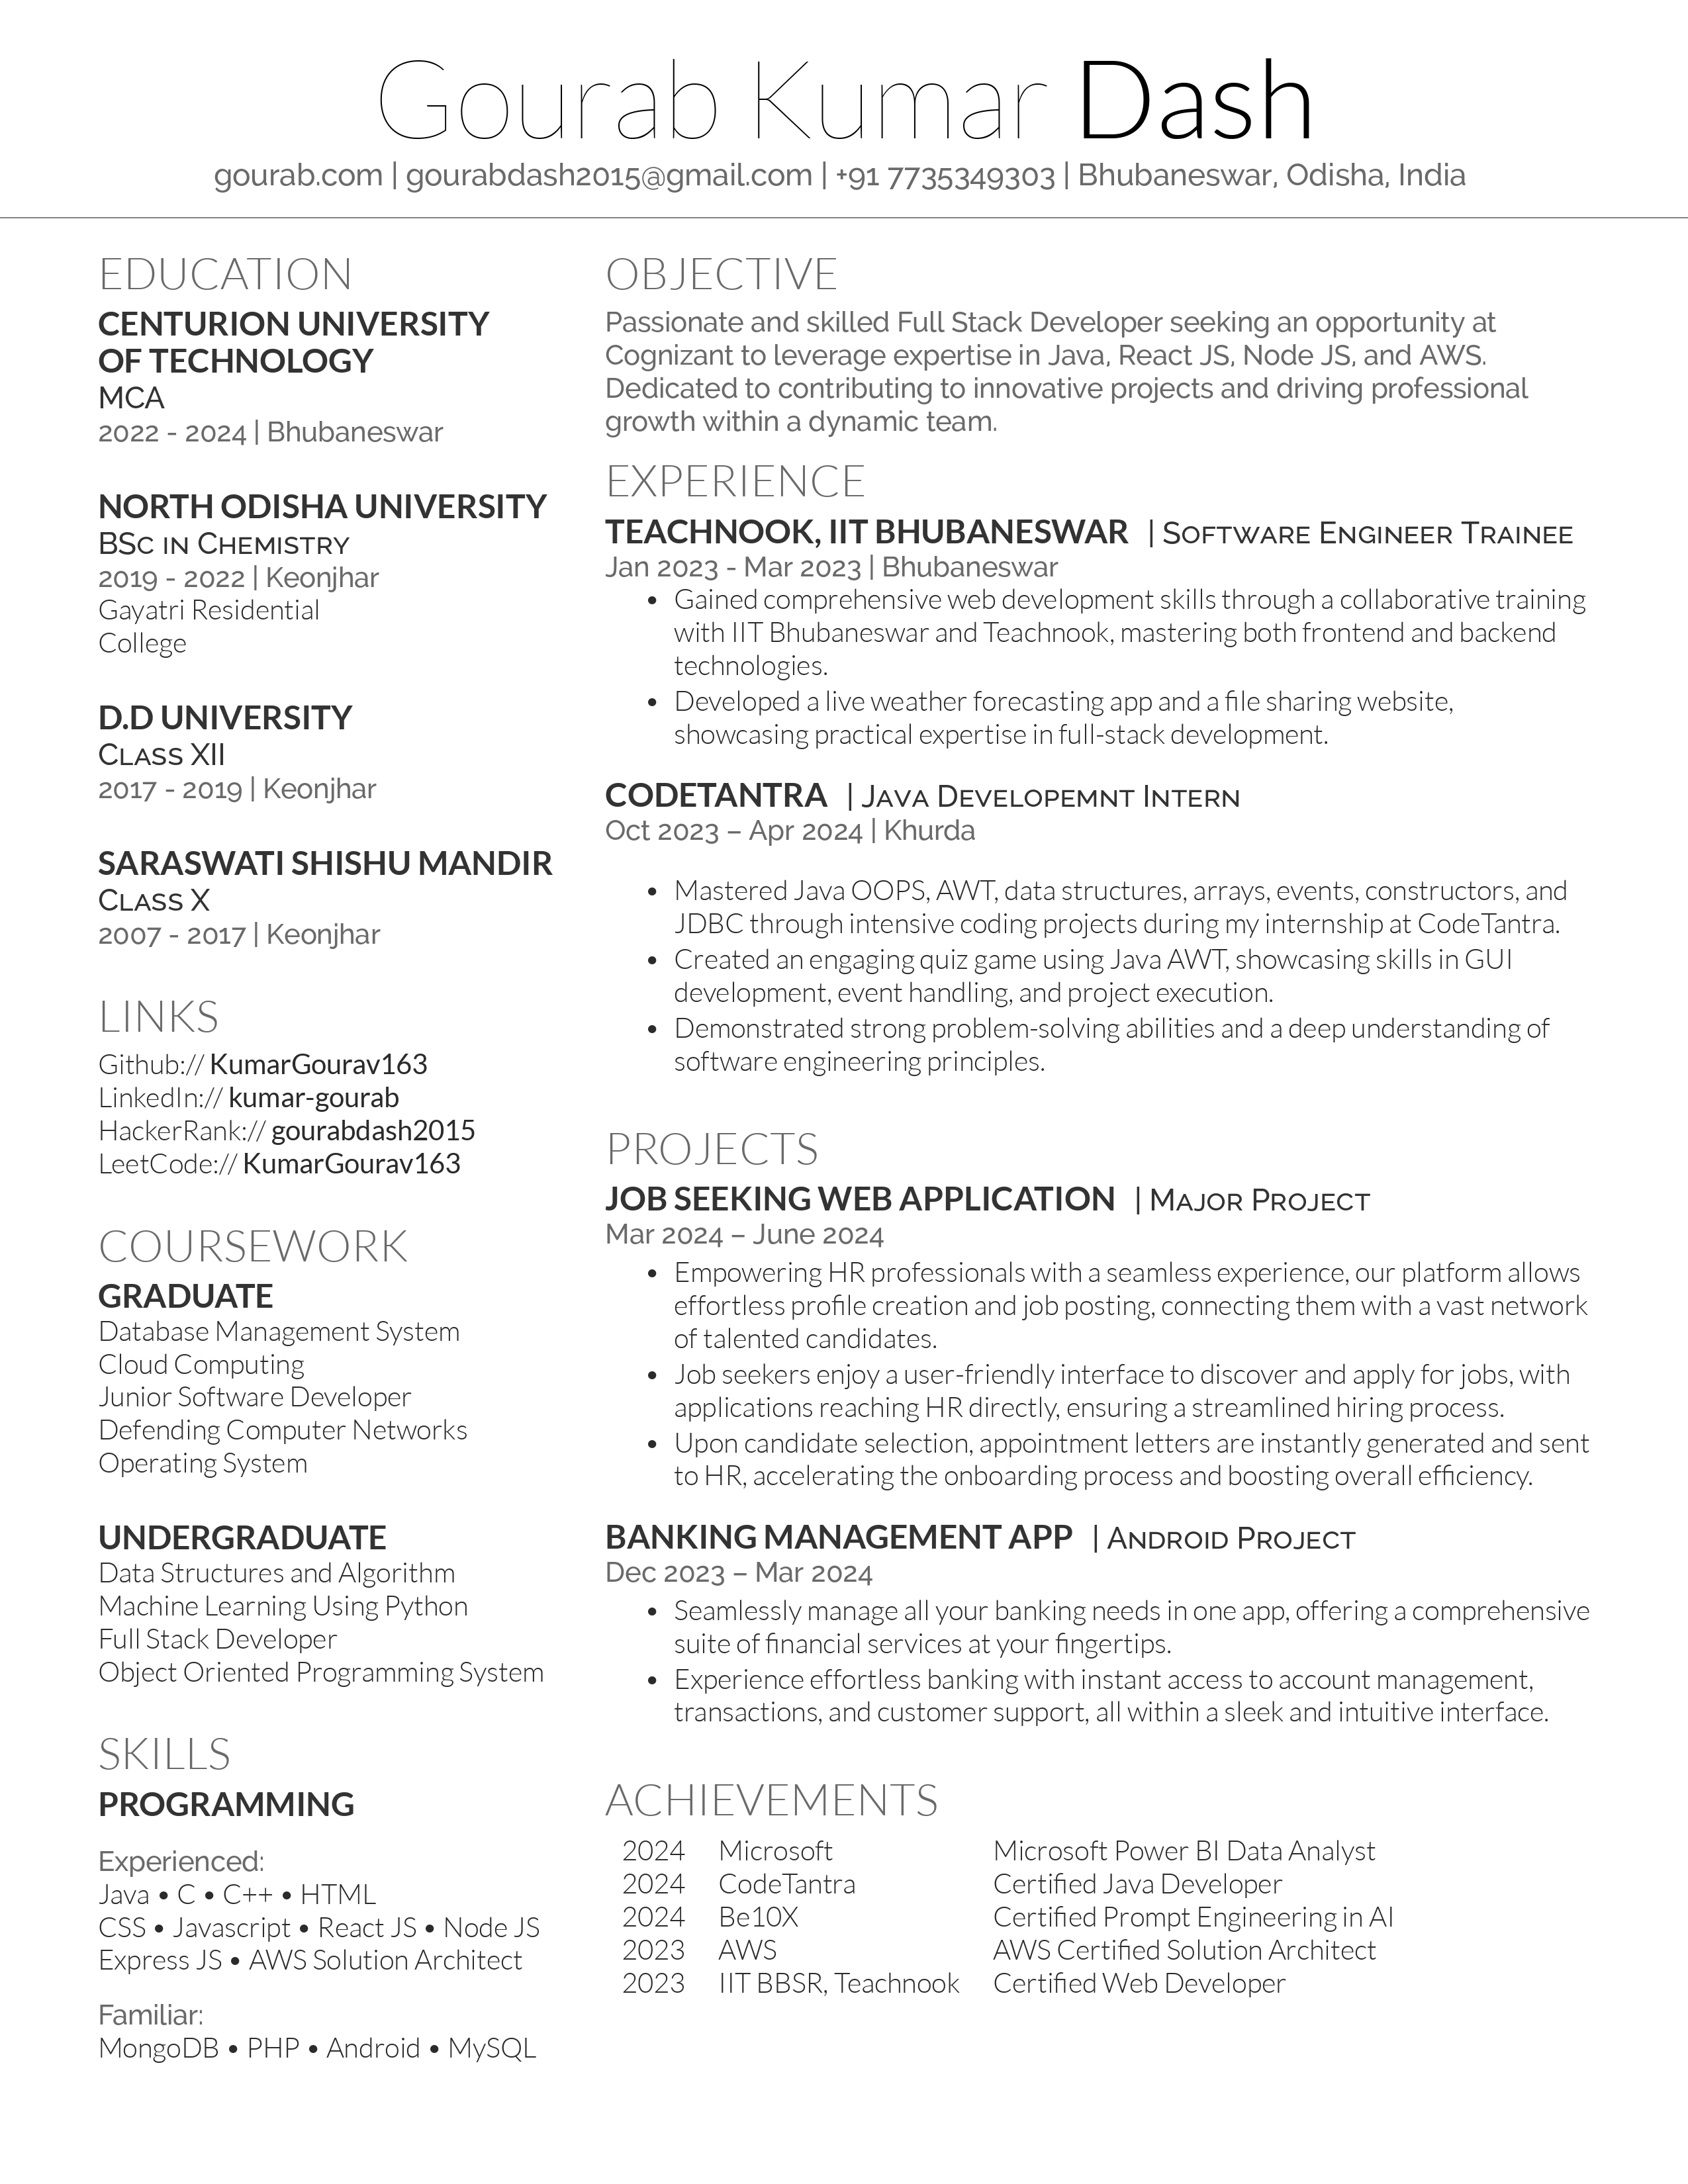 Gourab Kumar Dash
gourab.com | gourabdash2015@gmail.com | +91 7735349303 | Bhubaneswar, Odisha, India
EDUCATION
CENTURION UNIVERSITY
OF TECHNOLOGY
MCA
2022 - 2024 | Bhubaneswar
NORTH ODISHA UNIVERSITY
BSc in Chemistry
2019 - 2022 | Keonjhar
Gayatri Residential
College
D.D UNIVERSITY
Class XII
2017 - 2019 | Keonjhar
SARASWATI SHISHU MANDIR
Class X
2007 - 2017 | Keonjhar
LINKS
Github:// KumarGourav163
LinkedIn:// kumar-gourab
HackerRank:// gourabdash2015
LeetCode:// KumarGourav163
COURSEWORK
GRADUATE
Database Management System
Cloud Computing
Junior Software Developer
Defending Computer Networks
Operating System
UNDERGRADUATE
Data Structures and Algorithm
Machine Learning Using Python
Full Stack Developer
Object Oriented Programming System
SKILLS
PROGRAMMING
Experienced:
Java • C • C++ • HTML
CSS • Javascript • React JS • Node JS
Express JS • AWS Solution Architect
Familiar:
MongoDB • PHP • Android • MySQL
OBJECTIVE
Passionate and skilled Full Stack Developer seeking an opportunity at
Cognizant to leverage expertise in Java, React JS, Node JS, and AWS.
Dedicated to contributing to innovative projects and driving professional
growth within a dynamic team.
EXPERIENCE
TEACHNOOK, IIT BHUBANESWAR | Software Engineer Trainee
Jan 2023 - Mar 2023 | Bhubaneswar
• Gained comprehensive web development skills through a collaborative training
with IIT Bhubaneswar and Teachnook, mastering both frontend and backend
technologies.
• Developed a live weather forecasting app and a file sharing website,
showcasing practical expertise in full-stack development.
CODETANTRA | Java Developemnt Intern
Oct 2023 – Apr 2024 | Khurda
• Mastered Java OOPS, AWT, data structures, arrays, events, constructors, and
JDBC through intensive coding projects during my internship at CodeTantra.
• Created an engaging quiz game using Java AWT, showcasing skills in GUI
development, event handling, and project execution.
• Demonstrated strong problem-solving abilities and a deep understanding of
software engineering principles.
PROJECTS
JOB SEEKING WEB APPLICATION | Major Project
Mar 2024 – June 2024
• Empowering HR professionals with a seamless experience, our platform allows
effortless profile creation and job posting, connecting them with a vast network
of talented candidates.
• Job seekers enjoy a user-friendly interface to discover and apply for jobs, with
applications reaching HR directly, ensuring a streamlined hiring process.
• Upon candidate selection, appointment letters are instantly generated and sent
to HR, accelerating the onboarding process and boosting overall efficiency.
BANKING MANAGEMENT APP | Android Project
Dec 2023 – Mar 2024
• Seamlessly manage all your banking needs in one app, offering a comprehensive
suite of financial services at your fingertips.
• Experience effortless banking with instant access to account management,
transactions, and customer support, all within a sleek and intuitive interface.
ACHIEVEMENTS
2024 Microsoft Microsoft Power BI Data Analyst
2024 CodeTantra Certified Java Developer
2024 Be10X Certified Prompt Engineering in AI
2023 AWS AWS Certified Solution Architect
2023 IIT BBSR, Teachnook Certified Web Developer